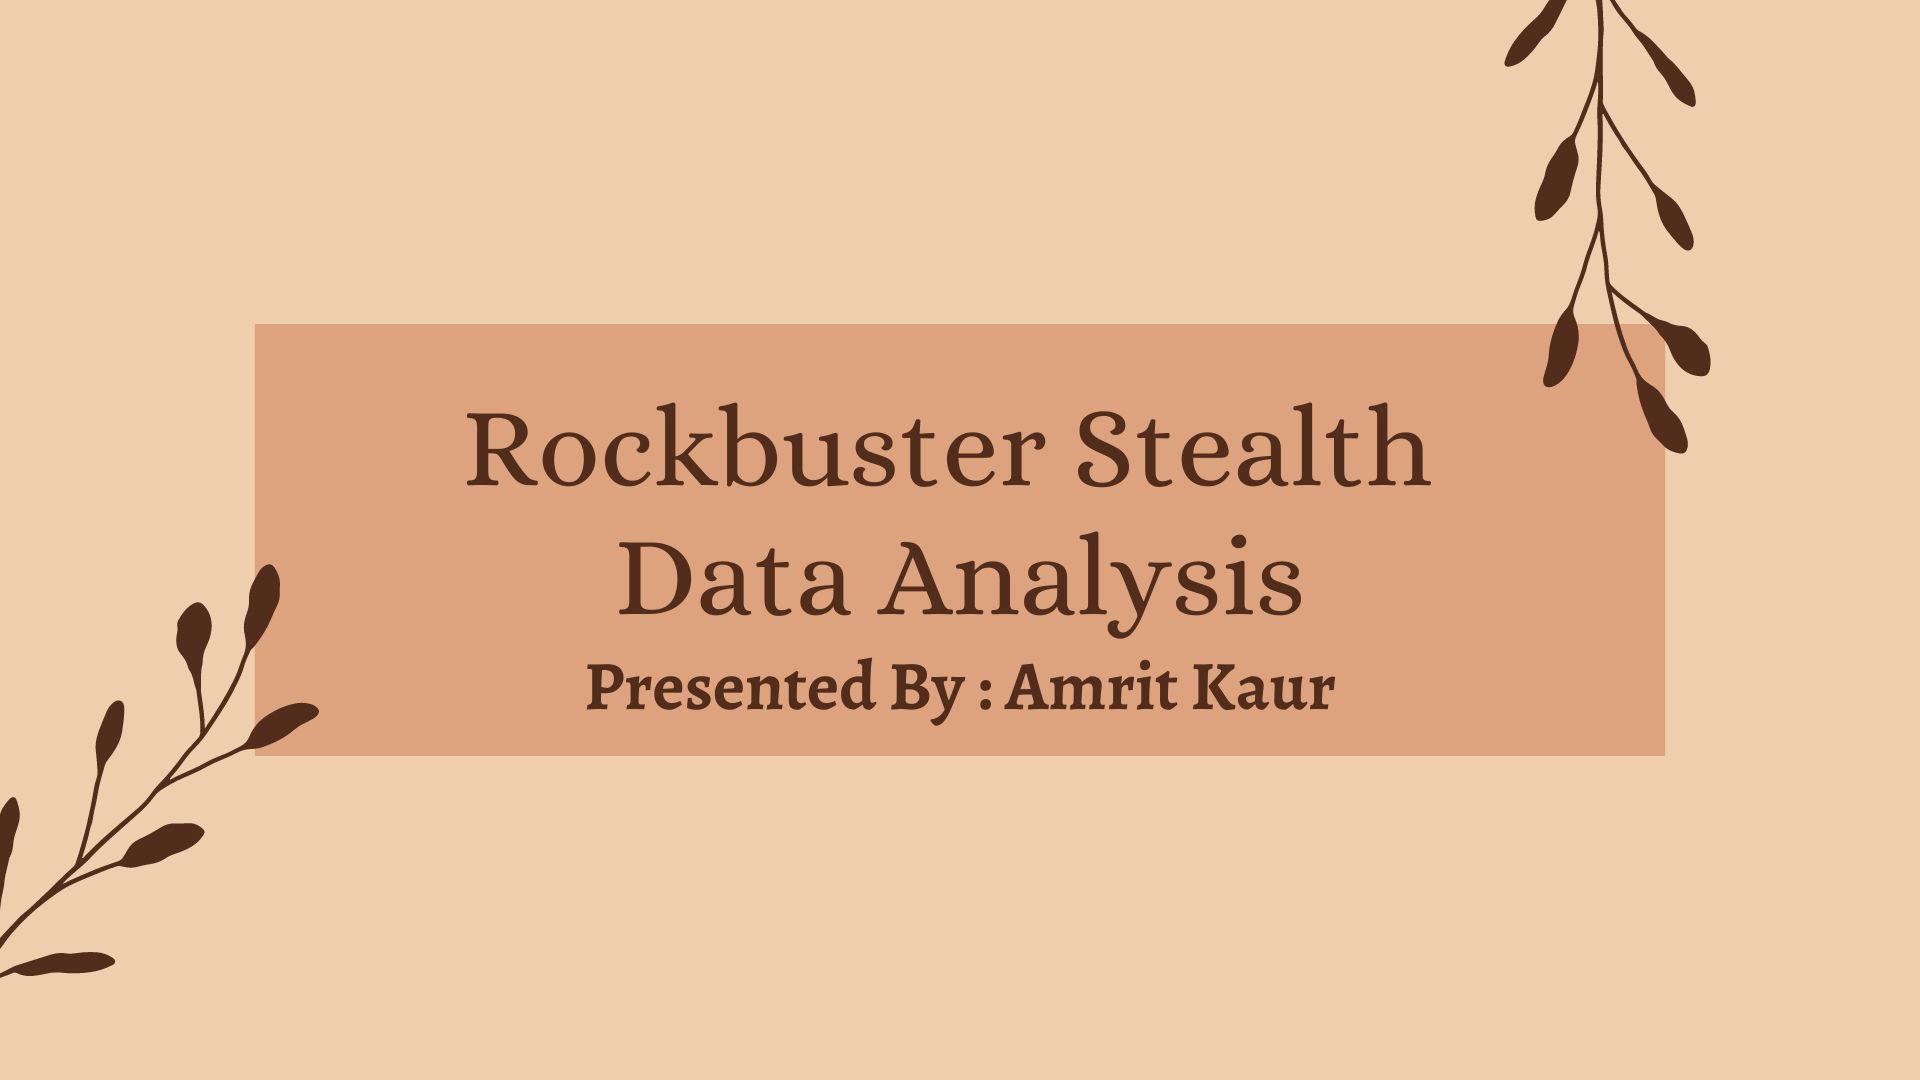 Rockbuster Stealth
Data Analysis
Presented By : Amrit Kaur